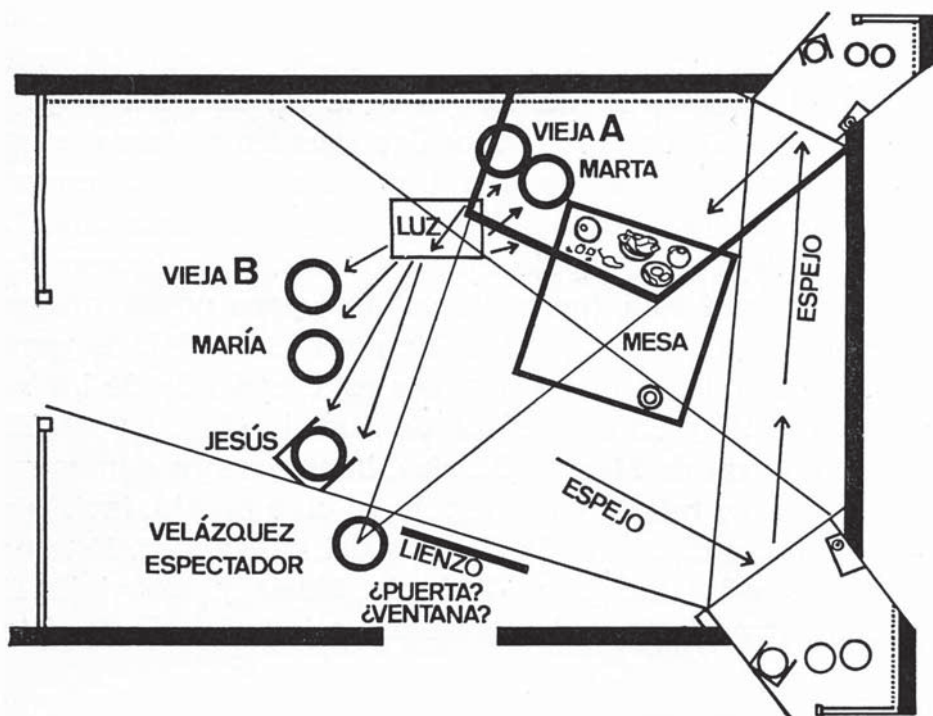 VIEJA A
MARTA
LUZ
VIEJA B
MARÍA
MESA
ESPEJO
JESÚS
ESPEJO
VELÁZQUEZ
ESPECTADOR
LIENZO
¿PUERTA?
¿VENTANA?